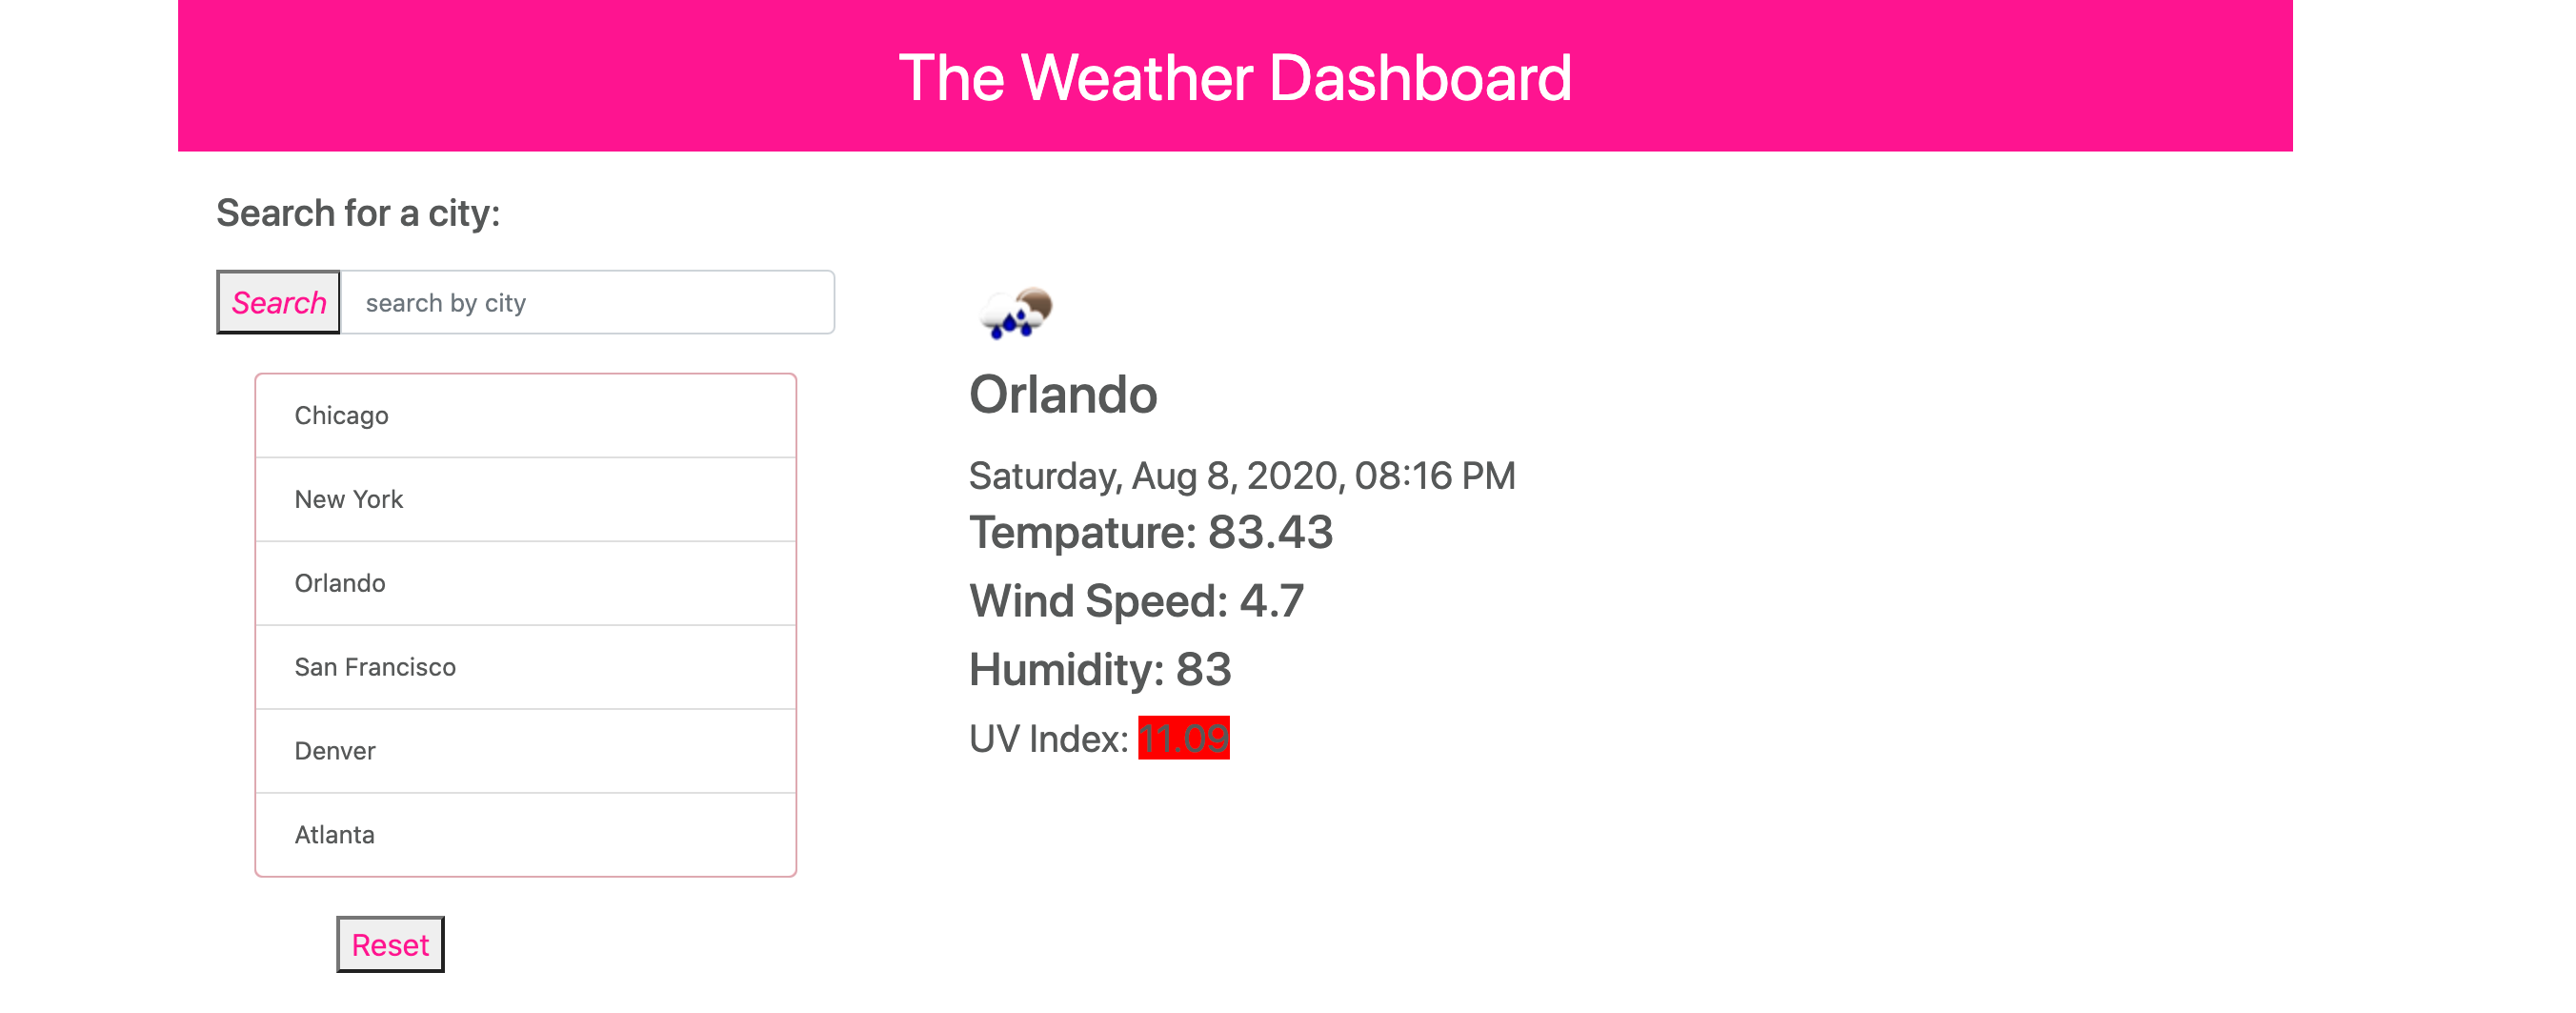 The Weather Dashboard
Search for a city:
Search
search by city
Chicago
New York
Orlando
San Francisco
Denver
Atlanta
Reset
Orlando
Saturday, Aug 8, 2020, 08:16 PM
Tempature: 83.43
Wind Speed: 4.7
Humidity: 83
UV Index: 11.09